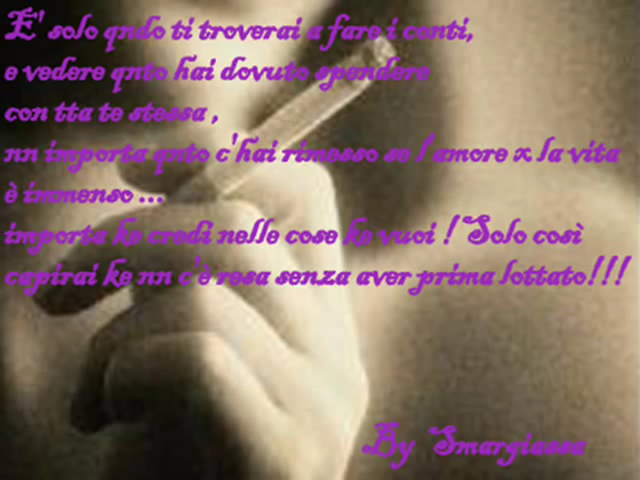 E' solo qndo ti troverai a fare i conti,
e vedere qnto hai dovuto spendere
con tta te stessa ,
nn importa qnto c'hai rimesso se l'amore x la vita
è immenso ...
importa ke credi nelle cose ke vuoi ! Solo così
capirai ke nn c'è resa senza aver prima lottato!!!
By Smargiassa